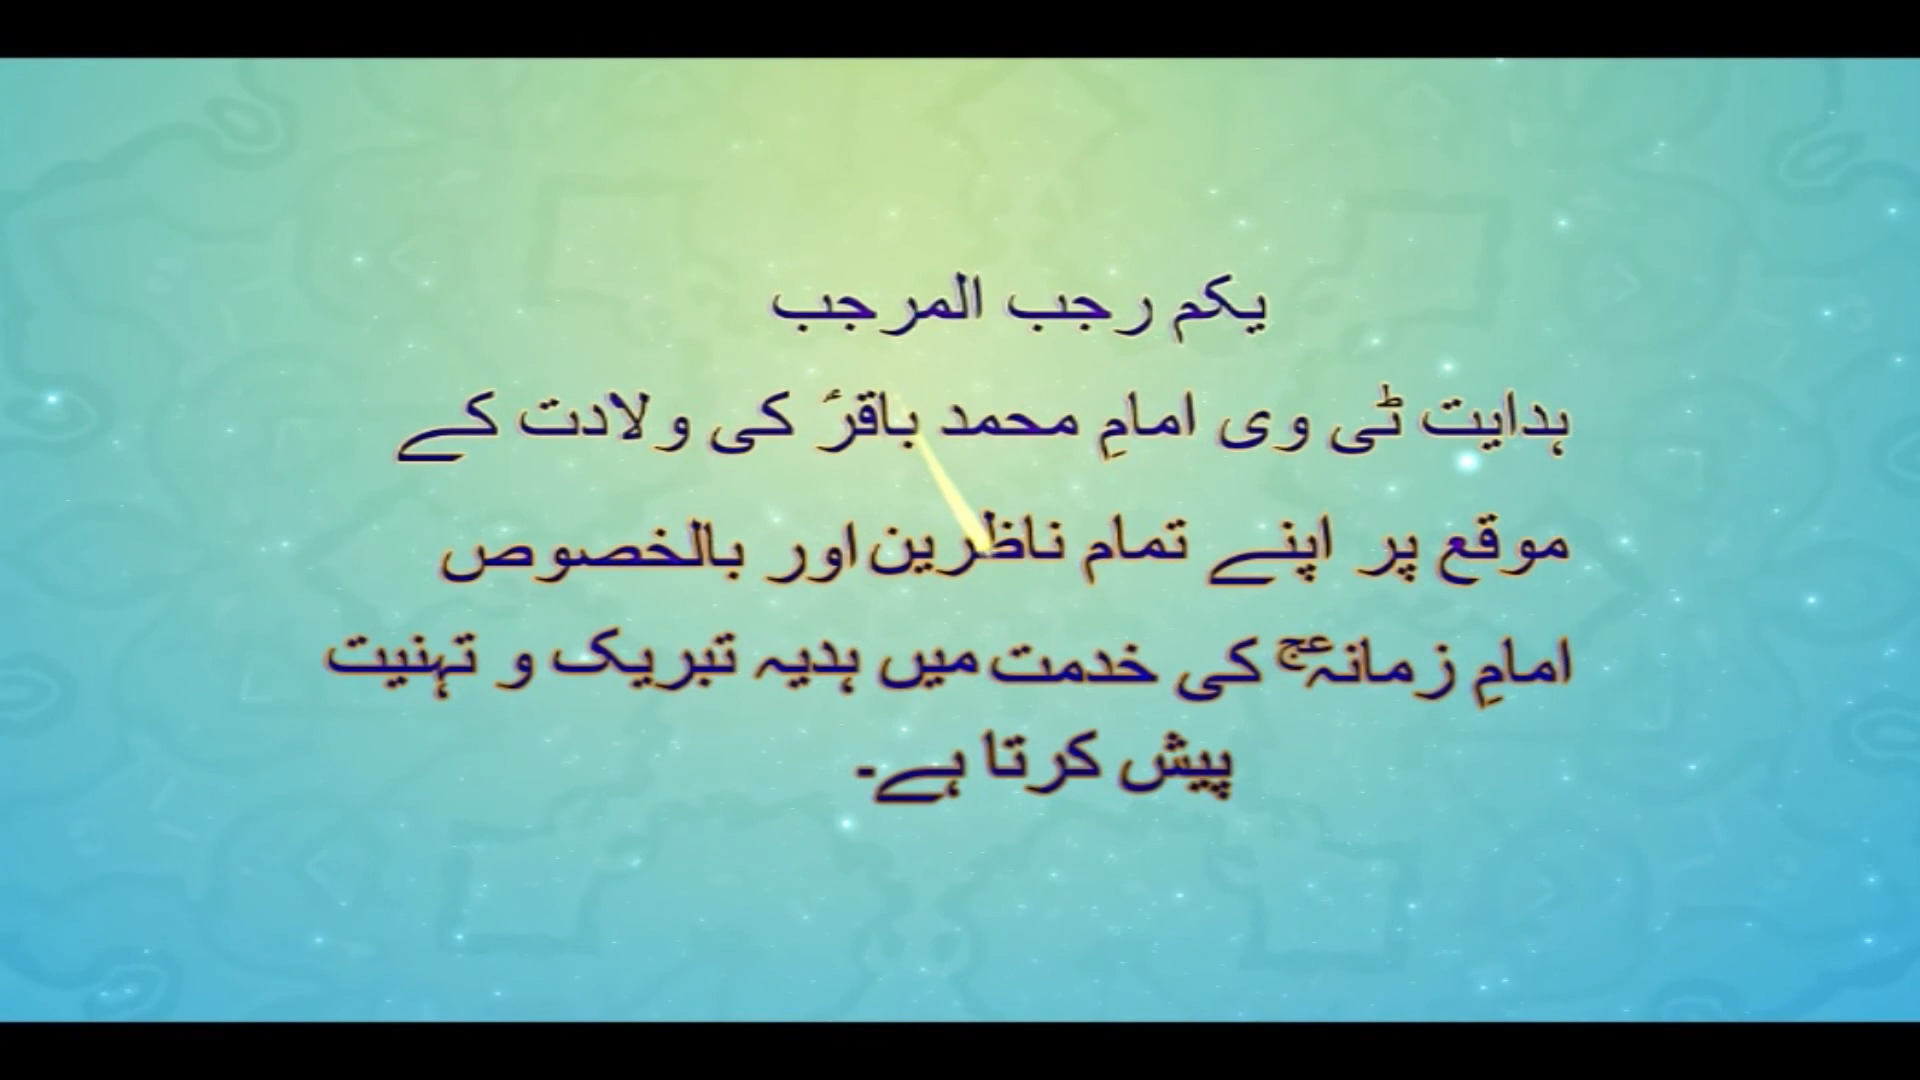 یکم رجب المرجب
ہدایت ٹی وی امامِ محمد باقرؑ کی ولادت کے
موقع پر اپنے تمام ناظرین اور بالخصوص
امامِ زمانہ عج کی خدمت میں ہدیہ تبریک و تہنیت
پیش کرتا ہے۔